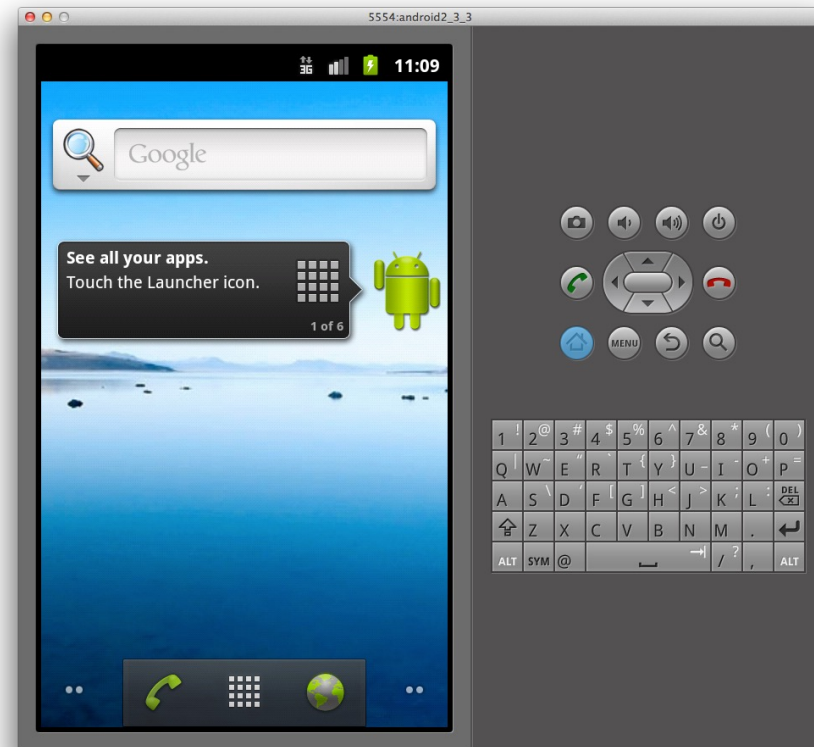 5554:android2_3_3
3G 11:09
Google
See all your apps.
Touch the Launcher icon.
1 of 6
MENU
1 ! 2 @ 3 # 4 $ 5 % 6 ^ 7 & 8 * 9 ( 0 )
Q | W ~ E " R ` T { Y } U _ I - O + P =
A S \ D ' F [ G ] H < J > K ; L : DEL
Z X C V B N M .
ALT SYM @ / ? , ALT